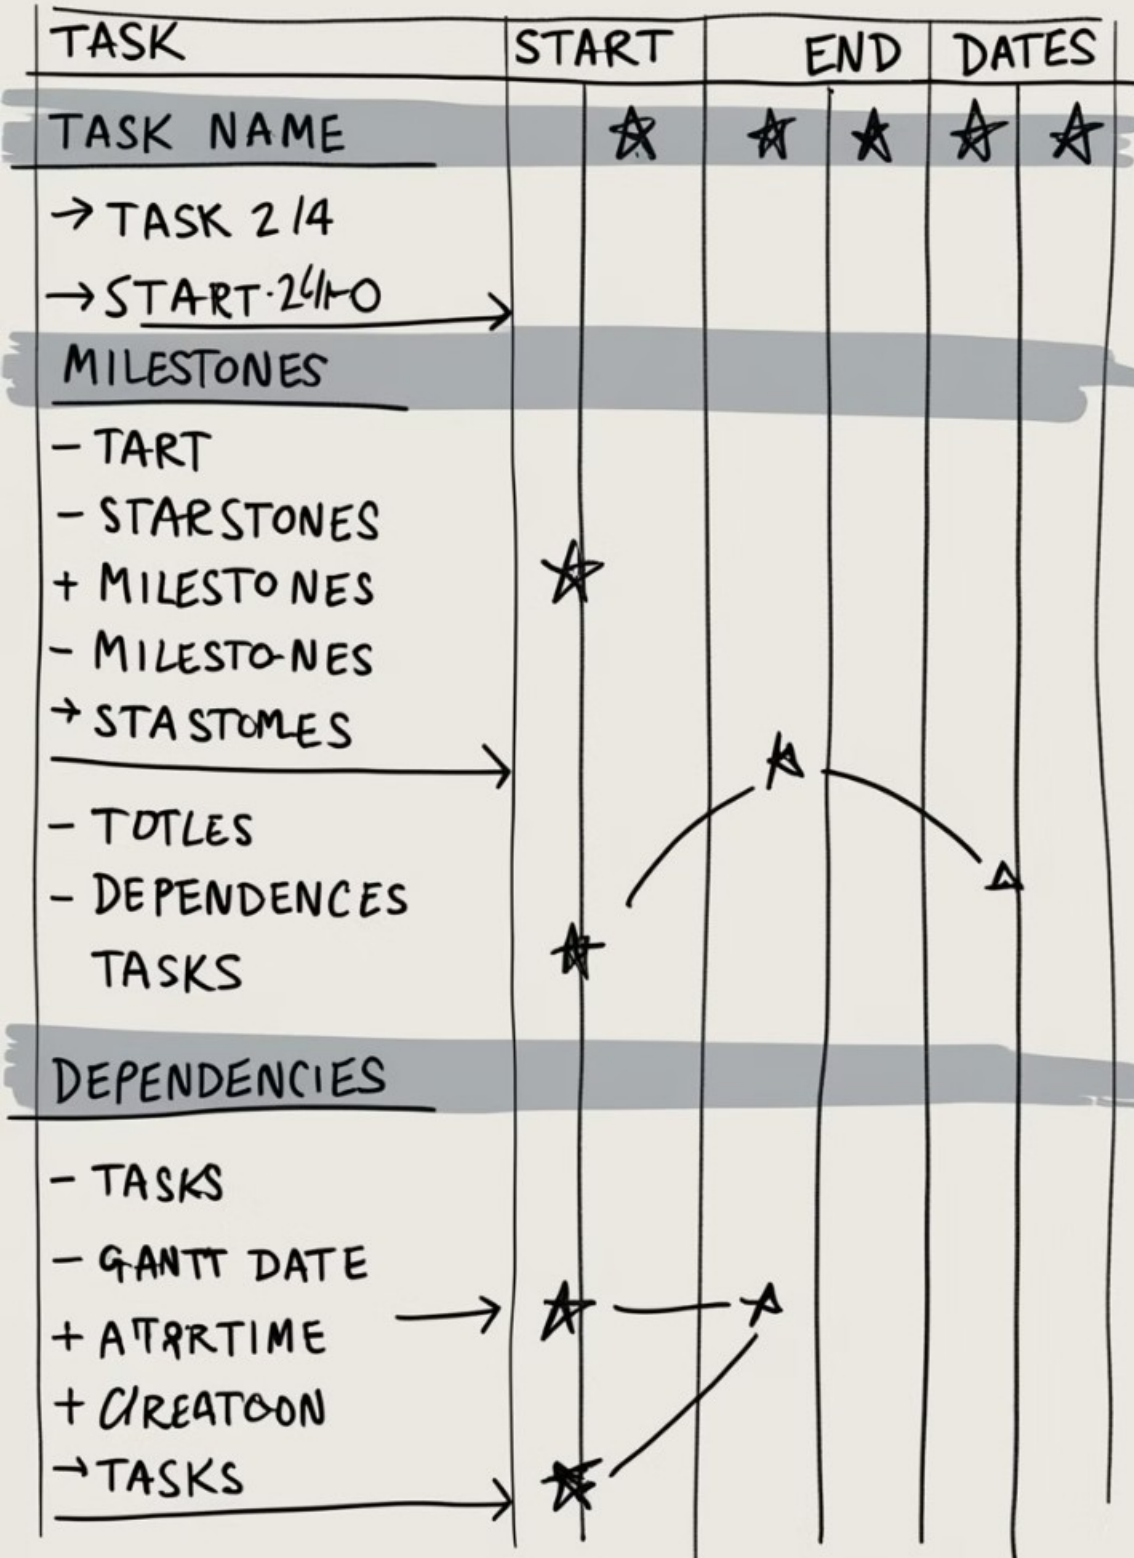 TASK START END DATES
TASK NAME
→ TASK 2/4
→ START
MILESTONES
- TART
- STARSTONES
+ MILESTONES
- MILESTO-NES
→ STASTOMES
- TOTLES
- DEPENDENCES
TASKS
DEPENDENCIES
- TASKS
- GANTT DATE
+
+
→ TASKS